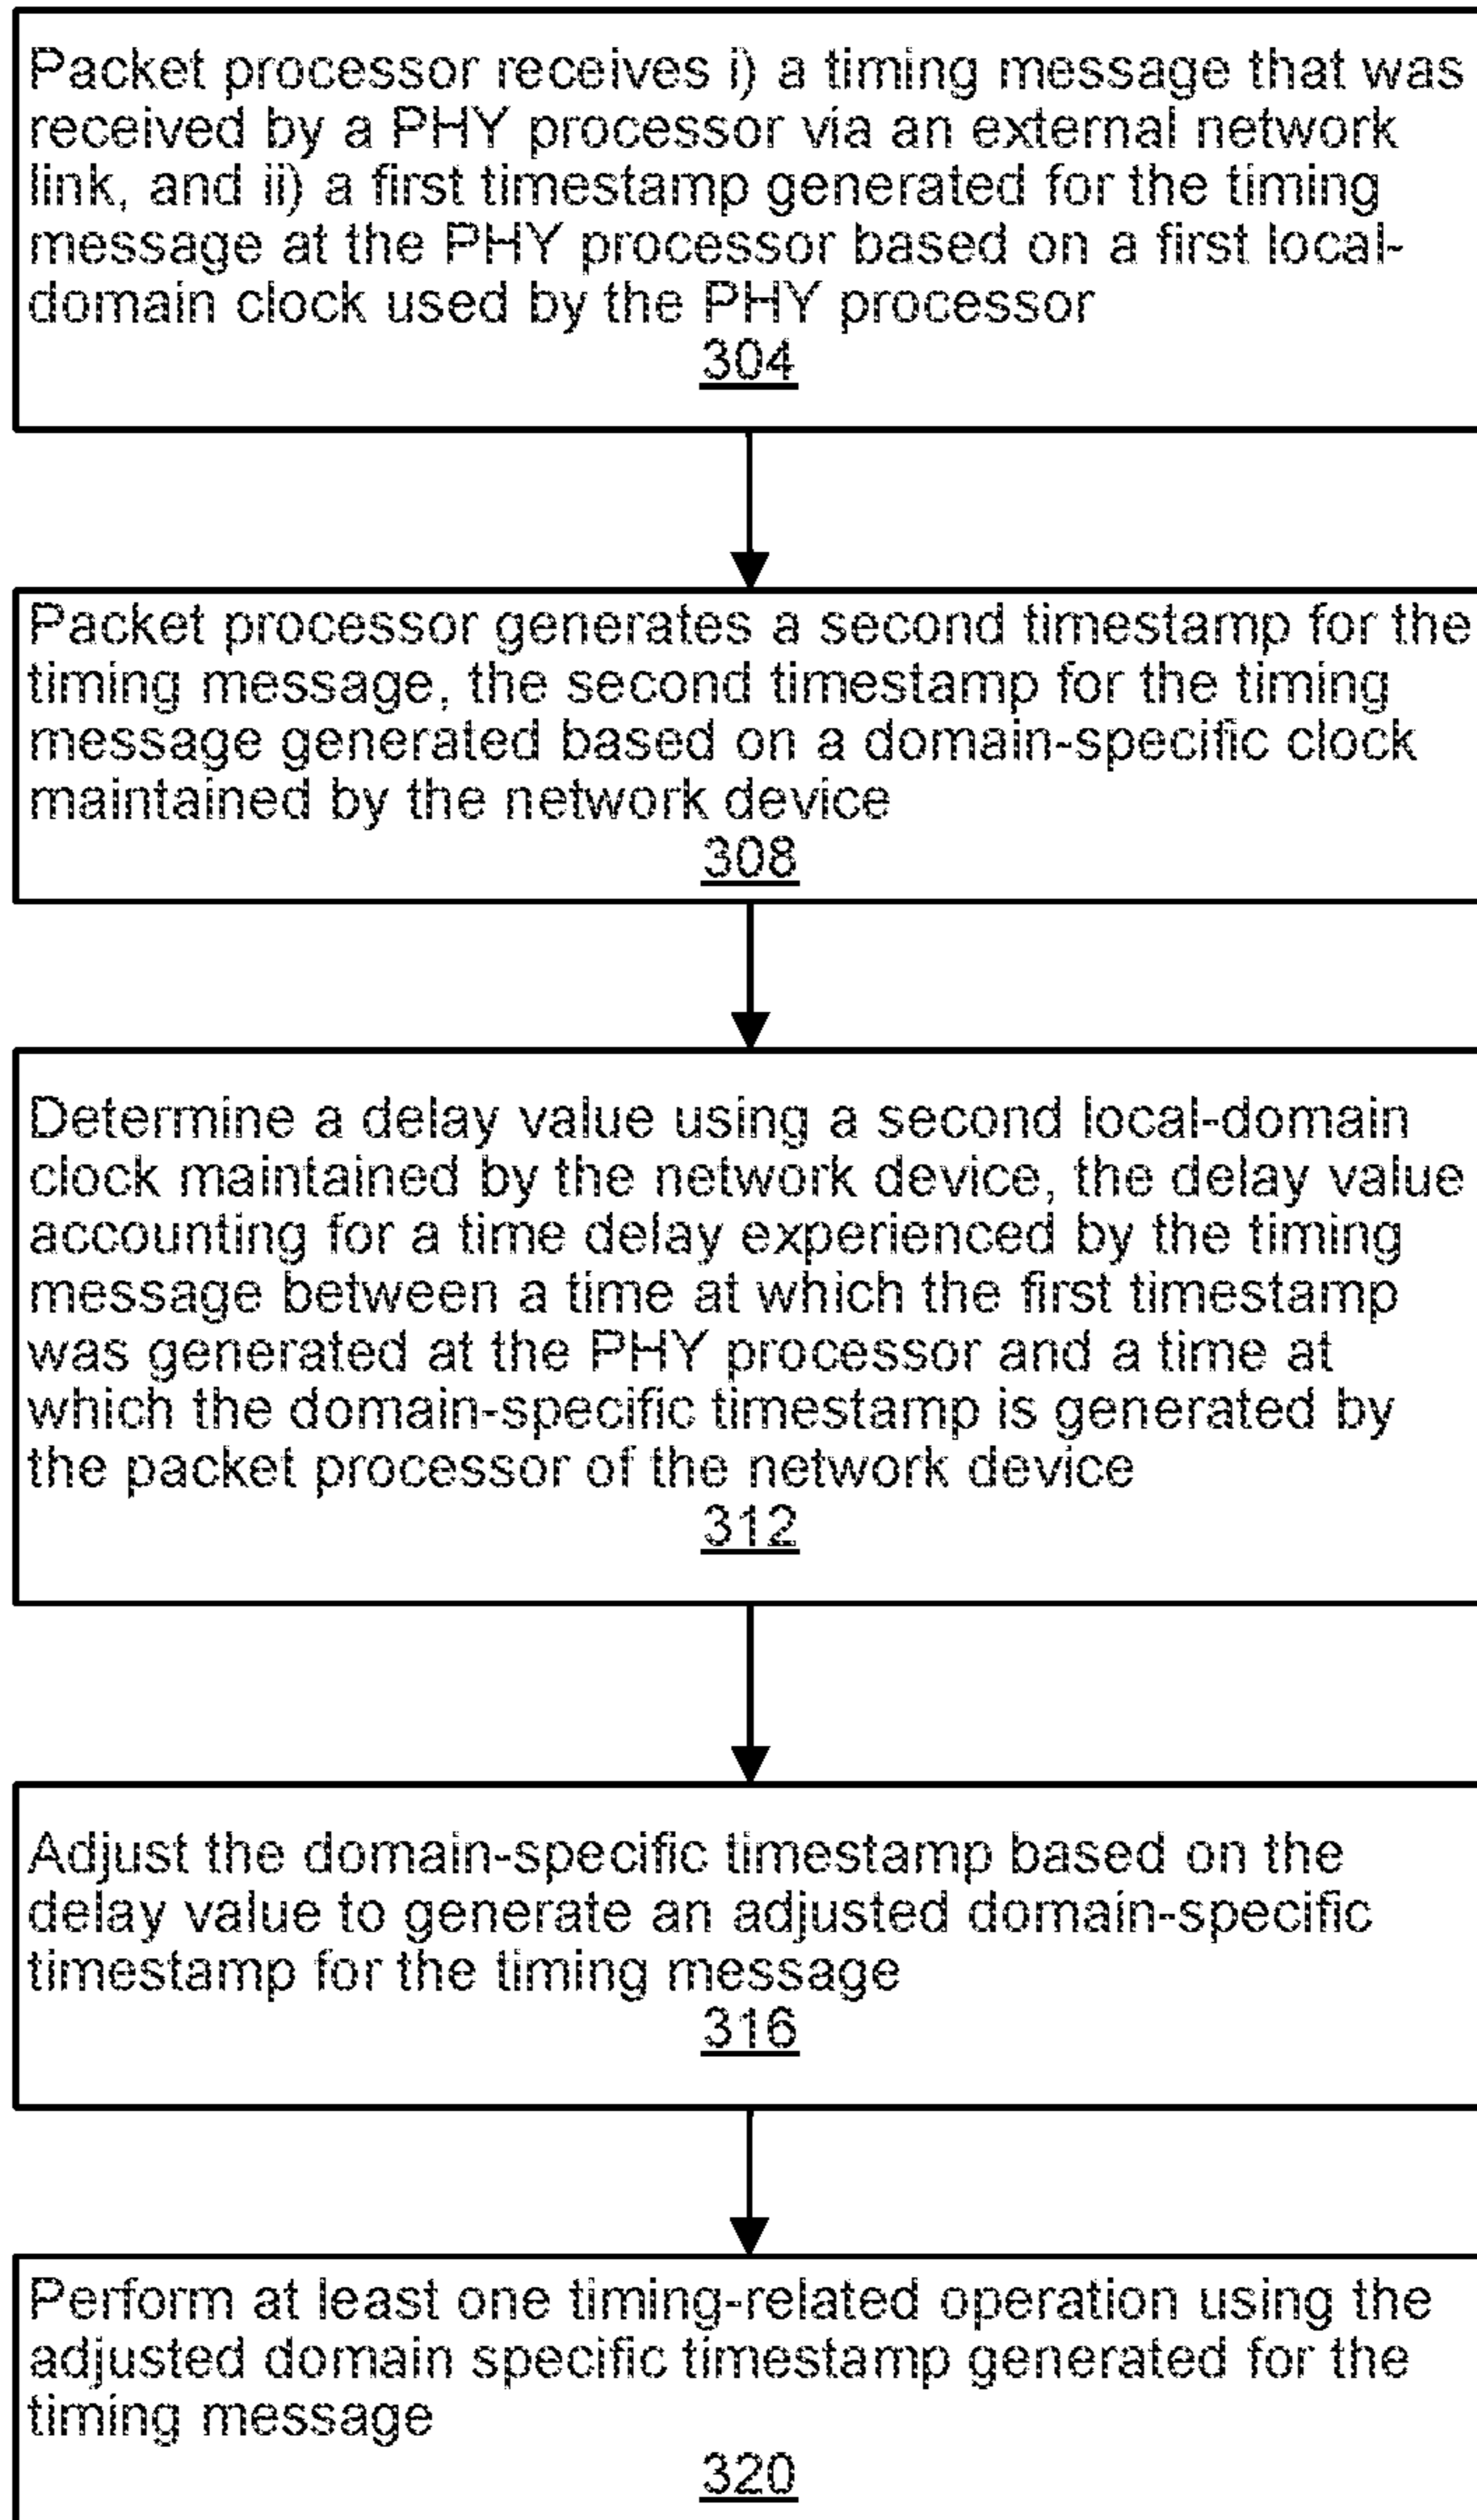 Packet processor receives i) a timing message that was
received by a PHY processor via an external network
link, and ii) a first timestamp generated for the timing
message at the PHY processor based on a first local-
domain clock used by the PHY processor
304
Packet processor generates a second timestamp for the
timing message, the second timestamp for the timing
message generated based on a domain-specific clock
maintained by the network device
308
Determine a delay value using a second local-domain
clock maintained by the network device, the delay value
accounting for a time delay experienced by the timing
message between a time at which the first timestamp
was generated at the PHY processor and a time at
which the domain-specific timestamp is generated by
the packet processor of the network device
312
Adjust the domain-specific timestamp based on the
delay value to generate an adjusted domain-specific
timestamp for the timing message
316
Perform at least one timing-related operation using the
adjusted domain specific timestamp generated for the
timing message
320